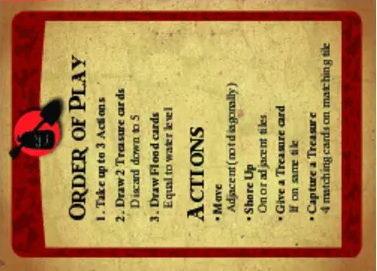 ORDER OF PLAY
1. Take up to 3 Actions
2. Draw 2 Treasure cards
Discard down to 5
3. Draw Flood cards
Equal to water level
ACTIONS
• Move
Adjacent (not diagonally)
• Shore Up
On or adjacent tiles
• Give a Treasure card
If on same tile
• Capture a Treasure
4 matching cards on matching tile